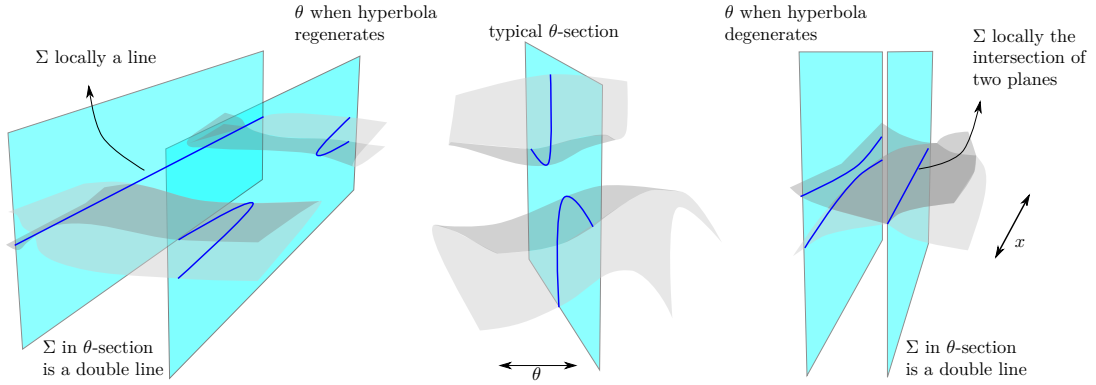 θ when hyperbola
regenerates
Σ locally a line
typical θ-section
θ when hyperbola
degenerates
Σ locally the
intersection of
two planes
x
Σ in θ-section
is a double line
θ
Σ in θ-section
is a double line